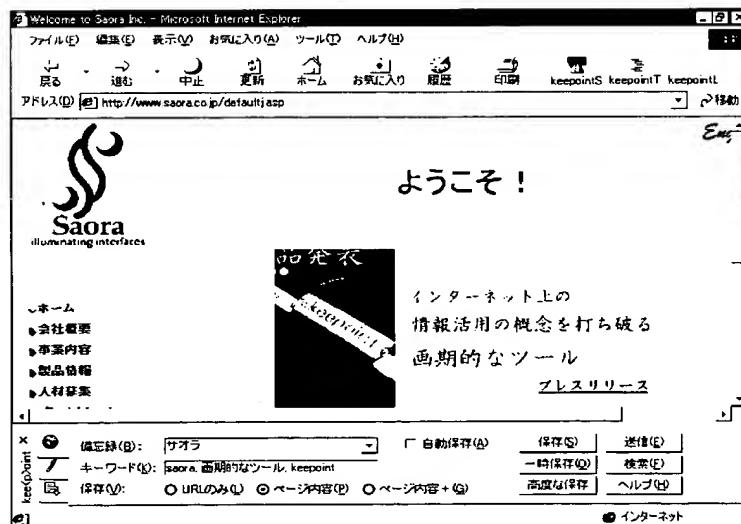 Welcome to Saora Inc. - Microsoft Internet Explorer
ファイル(F) 編集(E) 表示(V) お気に入り(A) ツール(T) ヘルプ(H)
戻る 進む 中止 更新 ホーム お気に入り 履歴 印刷 keepointS keepointT keepointL
アドレス(D) http://www.saora.co.jp/defaultj.asp 移動
Eng
ようこそ！
Saora
illuminating interfaces
品発表
keepoint
インターネット上の
情報活用の概念を打ち破る
画期的なツール
プレスリリース
ホーム
会社概要
事業内容
製品情報
人材募集
kee(p)oint
備忘録(B): サオラ 自動保存(A) 保存(S) 送信(E)
キーワード(K): saora, 画期的なツール, keepoint 一時保存(Q) 検索(F)
保存(V): URLのみ(L) ページ内容(P) ページ内容+(G) 高度な保存 ヘルプ(H)
インターネット